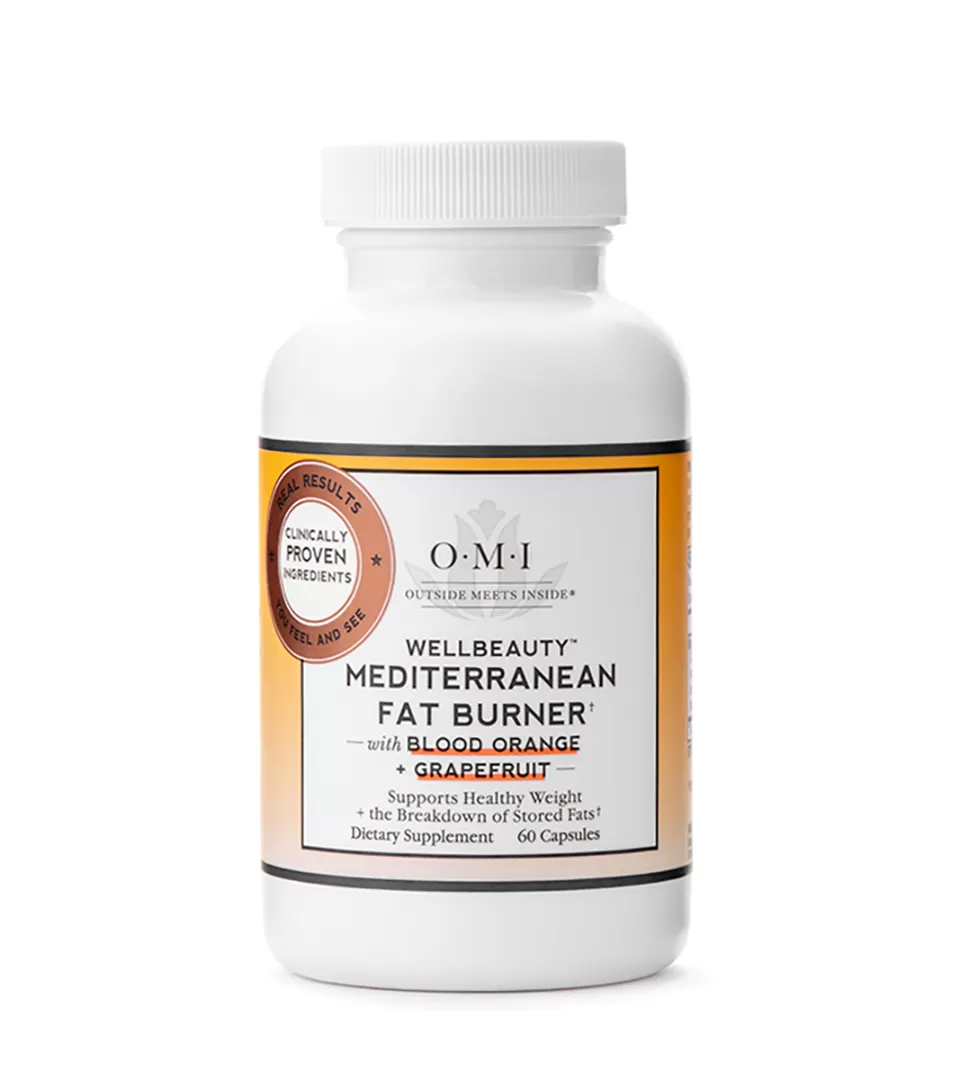 REAL RESULTS
CLINICALLY
PROVEN
INGREDIENTS
YOU FEEL AND SEE
O·M·I
OUTSIDE MEETS INSIDE®
WELLBEAUTY™
MEDITERRANEAN
FAT BURNER†
with BLOOD ORANGE
+ GRAPEFRUIT
Supports Healthy Weight
+ the Breakdown of Stored Fats†
Dietary Supplement 60 Capsules